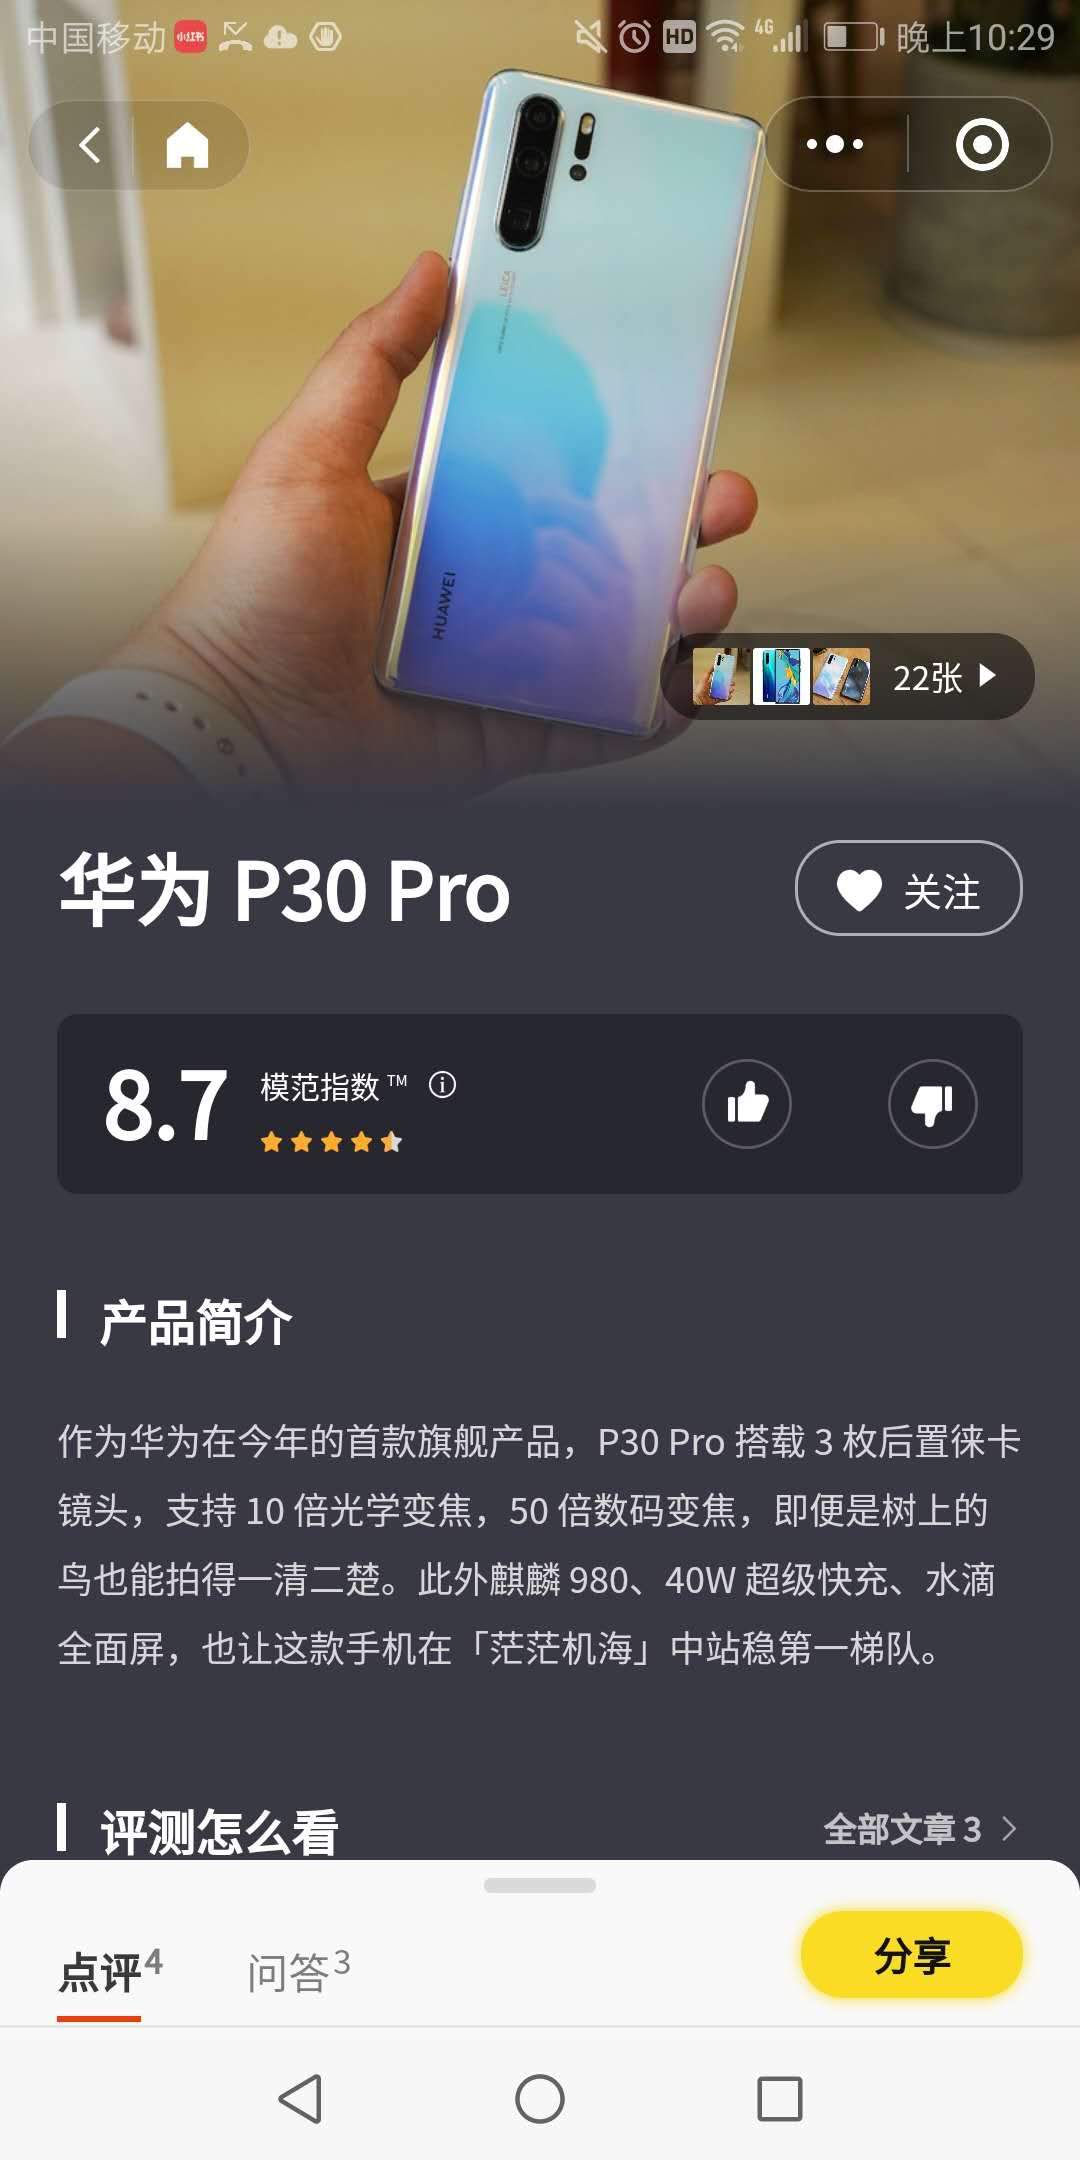 中国移动 小红书 HD 4G 晚上10:29
LEICA
HUAWEI
22张
华为 P30 Pro
关注
8.7
模范指数™
产品简介
作为华为在今年的首款旗舰产品，P30 Pro 搭载 3 枚后置徕卡
镜头，支持 10 倍光学变焦，50 倍数码变焦，即便是树上的
鸟也能拍得一清二楚。此外麒麟 980、40W 超级快充、水滴
全面屏，也让这款手机在「茫茫机海」中站稳第一梯队。
评测怎么看
全部文章 3
点评4
问答3
分享